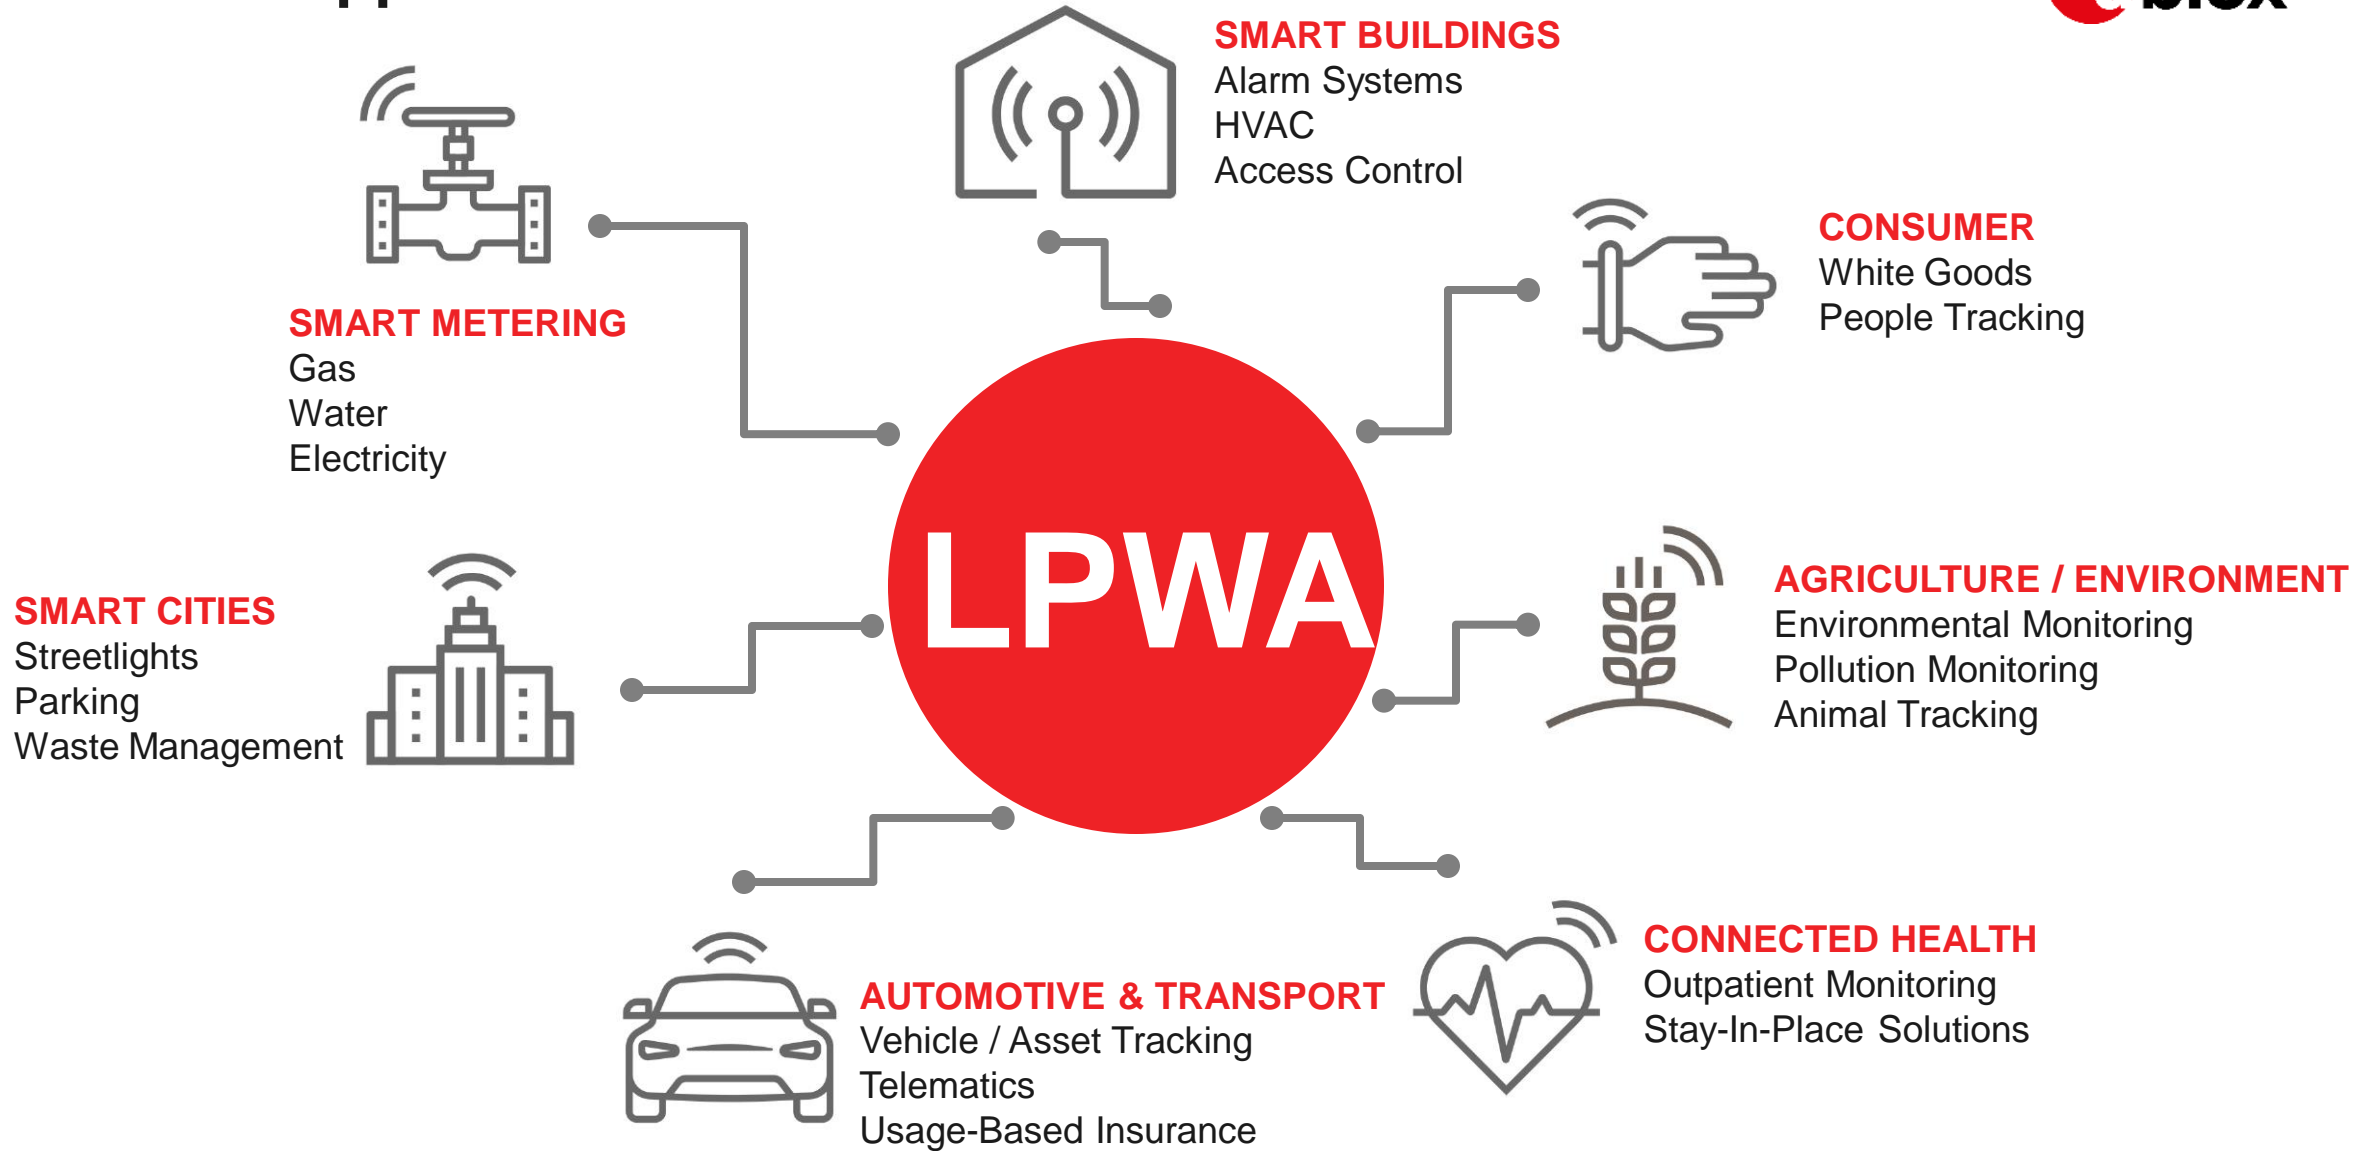 SMART BUILDINGS
Alarm Systems
HVAC
Access Control
CONSUMER
White Goods
People Tracking
SMART METERING
Gas
Water
Electricity
LPWA
SMART CITIES
Streetlights
Parking
Waste Management
AGRICULTURE / ENVIRONMENT
Environmental Monitoring
Pollution Monitoring
Animal Tracking
AUTOMOTIVE & TRANSPORT
Vehicle / Asset Tracking
Telematics
Usage-Based Insurance
CONNECTED HEALTH
Outpatient Monitoring
Stay-In-Place Solutions